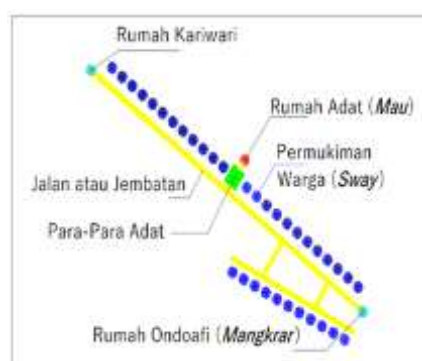 Rumah Kariwari
Rumah Adat (Mau)
Permukiman
Warga (Sway)
Jalan atau Jembatan
Para-Para Adat
Rumah Ondoafi (Mangkrar)